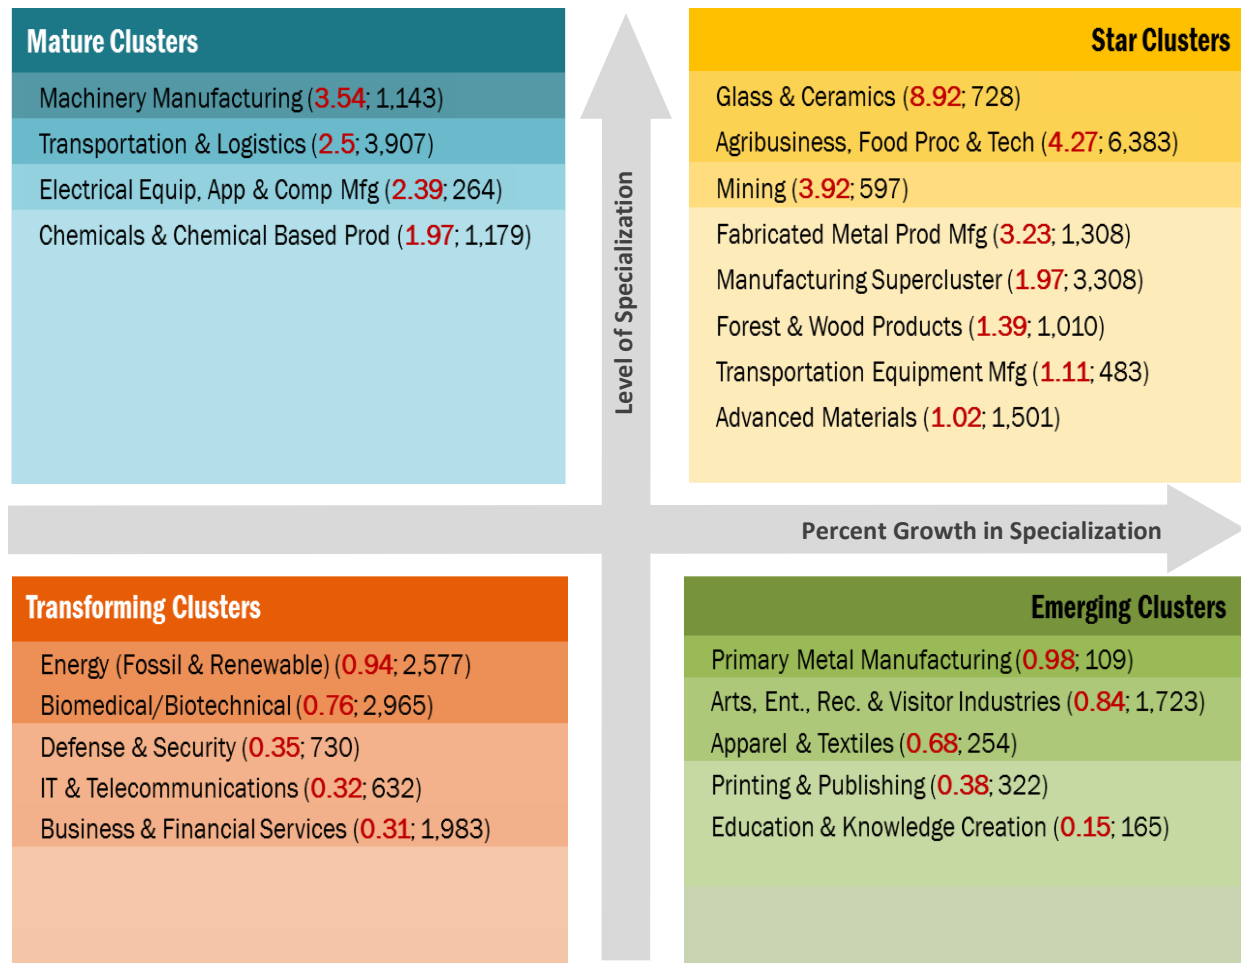 Mature Clusters
Machinery Manufacturing (3.54; 1,143)
Transportation & Logistics (2.5; 3,907)
Electrical Equip, App & Comp Mfg (2.39; 264)
Chemicals & Chemical Based Prod (1.97; 1,179)
Level of Specialization
Star Clusters
Glass & Ceramics (8.92; 728)
Agribusiness, Food Proc & Tech (4.27; 6,383)
Mining (3.92; 597)
Fabricated Metal Prod Mfg (3.23; 1,308)
Manufacturing Supercluster (1.97; 3,308)
Forest & Wood Products (1.39; 1,010)
Transportation Equipment Mfg (1.11; 483)
Advanced Materials (1.02; 1,501)
Percent Growth in Specialization
Transforming Clusters
Energy (Fossil & Renewable) (0.94; 2,577)
Biomedical/Biotechnical (0.76; 2,965)
Defense & Security (0.35; 730)
IT & Telecommunications (0.32; 632)
Business & Financial Services (0.31; 1,983)
Emerging Clusters
Primary Metal Manufacturing (0.98; 109)
Arts, Ent., Rec. & Visitor Industries (0.84; 1,723)
Apparel & Textiles (0.68; 254)
Printing & Publishing (0.38; 322)
Education & Knowledge Creation (0.15; 165)